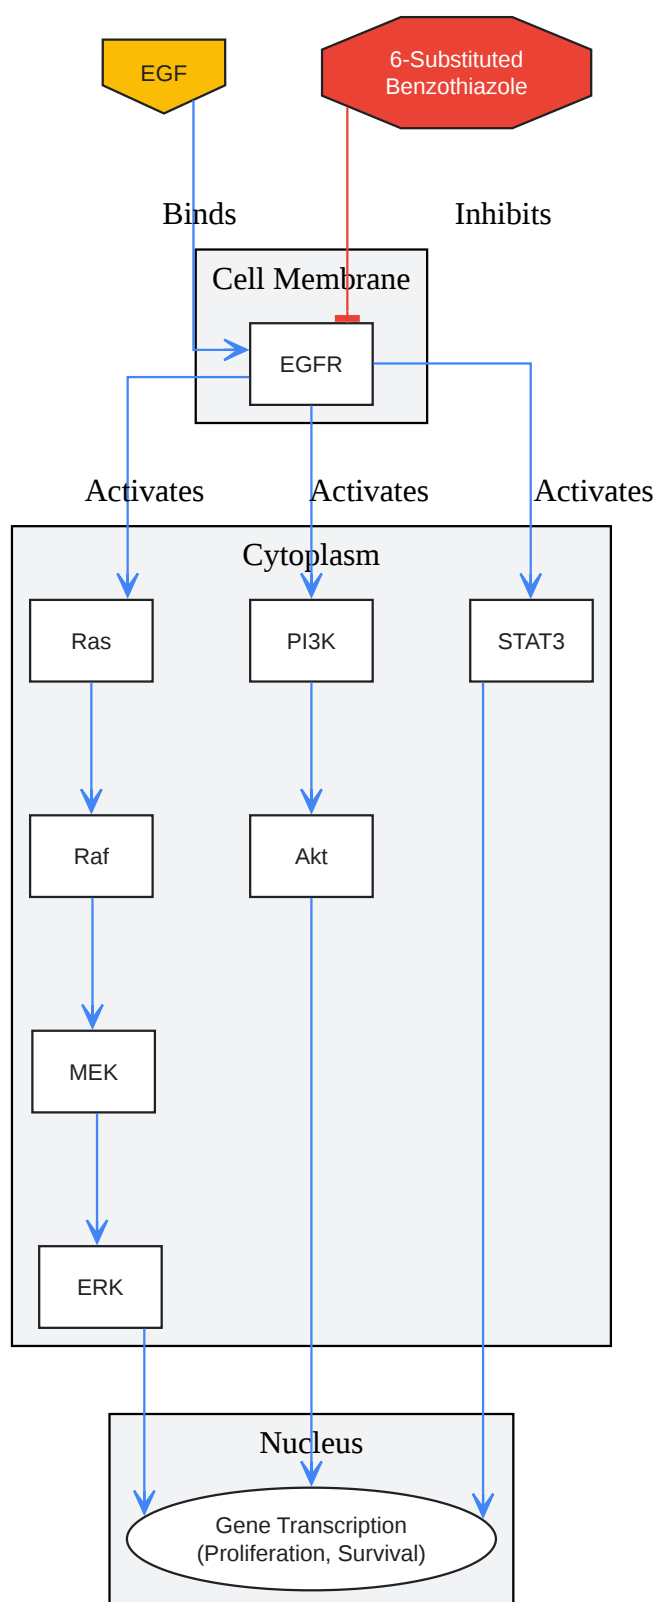 EGF
6-Substituted
Benzothiazole
Binds
Inhibits
Cell Membrane
EGFR
Activates
Activates
Activates
Cytoplasm
Ras
PI3K
STAT3
Raf
Akt
MEK
ERK
Nucleus
Gene Transcription
(Proliferation, Survival)